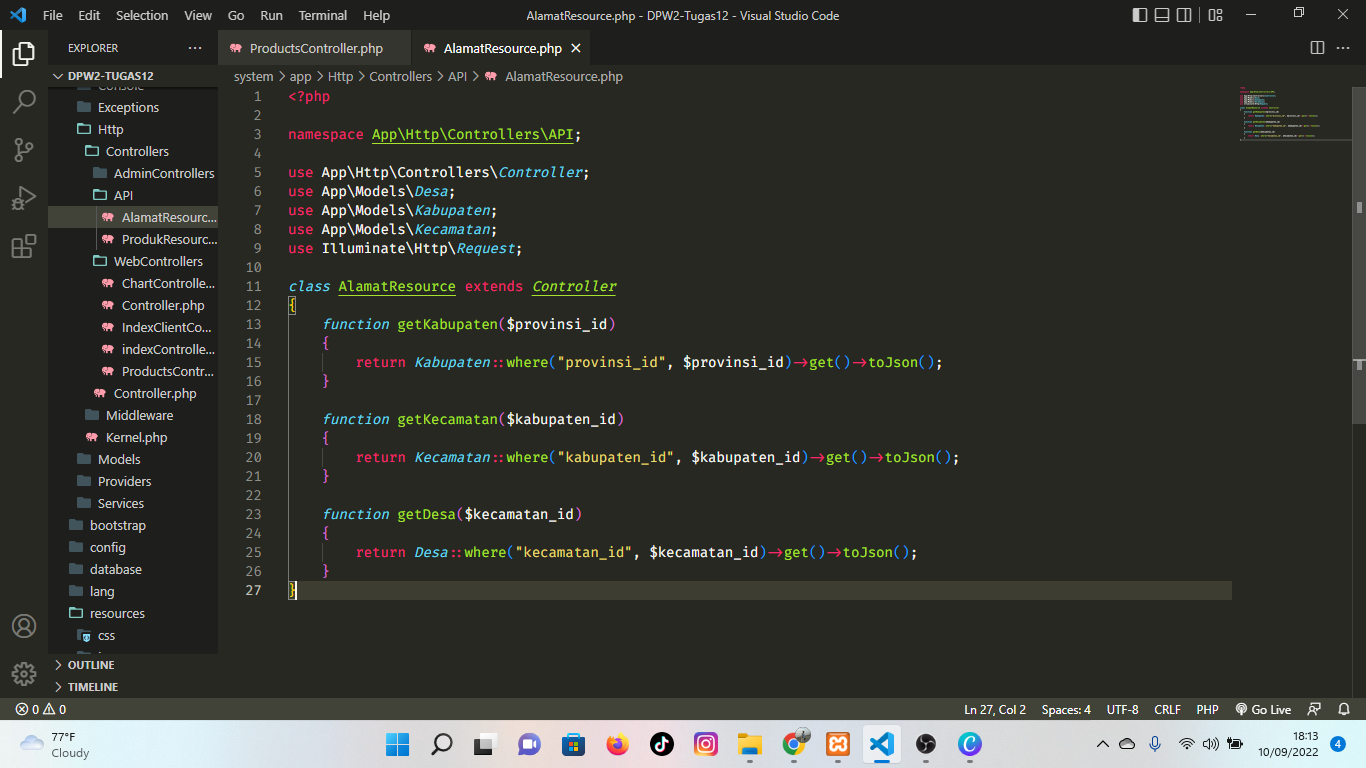 File Edit Selection View Go Run Terminal Help
AlamatResource.php - DPW2-Tugas12 - Visual Studio Code
EXPLORER
DPW2-TUGAS12
Console
Exceptions
Http
Controllers
AdminControllers
API
AlamatResourc...
ProdukResourc...
WebControllers
ChartControlle...
Controller.php
IndexClientCo...
indexControlle...
ProductsContr...
Controller.php
Middleware
Kernel.php
Models
Providers
Services
bootstrap
config
database
lang
resources
css
OUTLINE
TIMELINE
ProductsController.php
AlamatResource.php
system > app > Http > Controllers > API > AlamatResource.php
1 <?php
2
3 namespace App\Http\Controllers\API;
4
5 use App\Http\Controllers\Controller;
6 use App\Models\Desa;
7 use App\Models\Kabupaten;
8 use App\Models\Kecamatan;
9 use Illuminate\Http\Request;
10
11 class AlamatResource extends Controller
12 {
13     function getKabupaten($provinsi_id)
14     {
15         return Kabupaten::where("provinsi_id", $provinsi_id)->get()->toJson();
16     }
17
18     function getKecamatan($kabupaten_id)
19     {
20         return Kecamatan::where("kabupaten_id", $kabupaten_id)->get()->toJson();
21     }
22
23     function getDesa($kecamatan_id)
24     {
25         return Desa::where("kecamatan_id", $kecamatan_id)->get()->toJson();
26     }
27 }
0 0
Ln 27, Col 2 Spaces: 4 UTF-8 CRLF PHP Go Live
77°F
Cloudy
18:13
10/09/2022
4